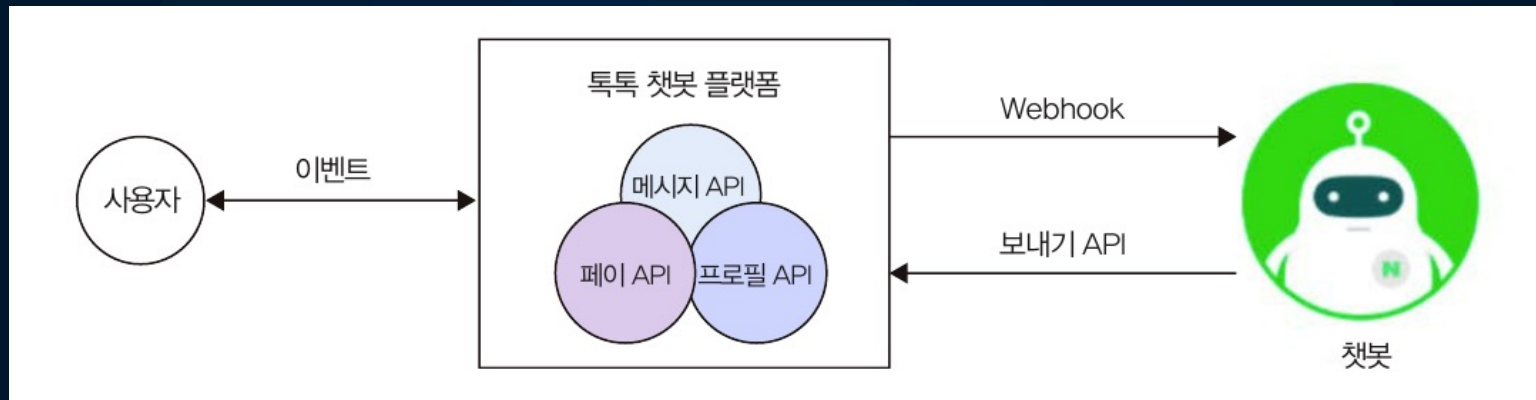 톡톡 챗봇 플랫폼
사용자
이벤트
메시지 API
페이 API
프로필 API
Webhook
보내기 API
N
챗봇